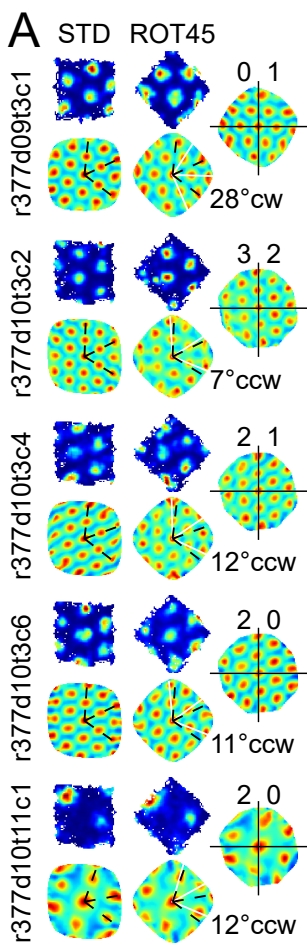 A
STD ROT45
r377d09t3c1
0 1
28°cw
r377d10t3c2
3 2
7°ccw
r377d10t3c4
2 1
12°ccw
r377d10t3c6
2 0
11°ccw
r377d10t11c1
2 0
12°ccw